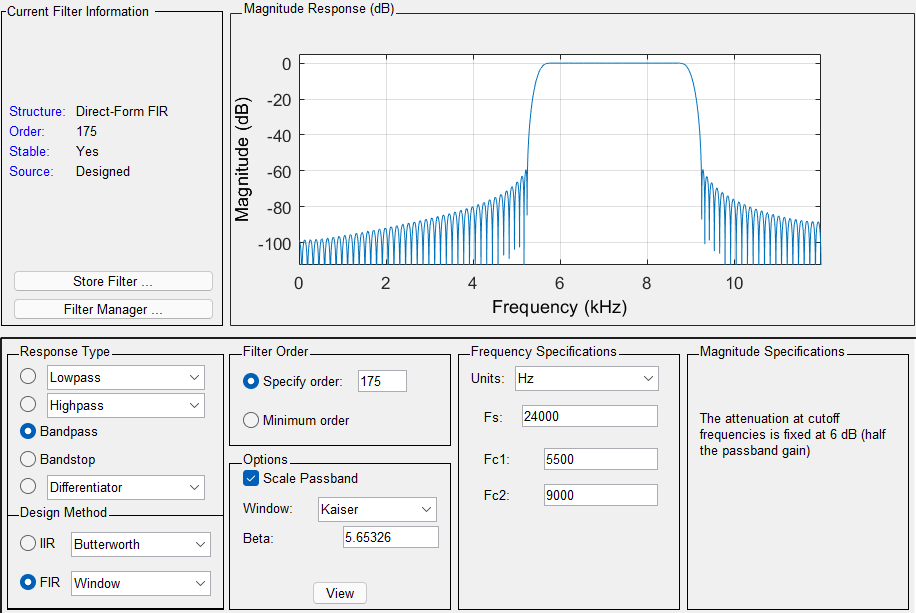 Current Filter Information
Structure: Direct-Form FIR
Order: 175
Stable: Yes
Source: Designed
Store Filter ...
Filter Manager ...
Magnitude Response (dB)
Magnitude (dB)
0
-20
-40
-60
-80
-100
0 2 4 6 8 10
Frequency (kHz)
Response Type
Lowpass
Highpass
Bandpass
Bandstop
Differentiator
Design Method
IIR Butterworth
FIR Window
Filter Order
Specify order: 175
Minimum order
Options
Scale Passband
Window: Kaiser
Beta: 5.65326
View
Frequency Specifications
Units: Hz
Fs: 24000
Fc1: 5500
Fc2: 9000
Magnitude Specifications
The attenuation at cutoff
frequencies is fixed at 6 dB (half
the passband gain)